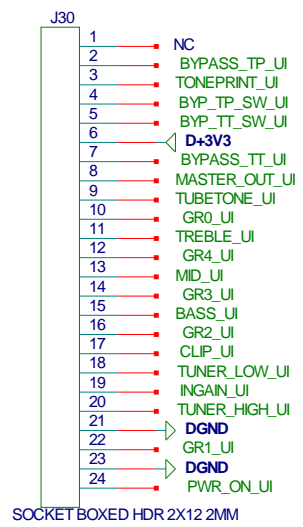 J30
1 NC
2 BYPASS_TP_UI
3 TONEPRINT_UI
4 BYP_TP_SW_UI
5 BYP_TT_SW_UI
6 D+3V3
7 BYPASS_TT_UI
8 MASTER_OUT_UI
9 TUBETONE_UI
10 GR0_UI
11 TREBLE_UI
12 GR4_UI
13 MID_UI
14 GR3_UI
15 BASS_UI
16 GR2_UI
17 CLIP_UI
18 TUNER_LOW_UI
19 INGAIN_UI
20 TUNER_HIGH_UI
21 DGND
22 GR1_UI
23 DGND
24 PWR_ON_UI
SOCKET BOXED HDR 2X12 2MM